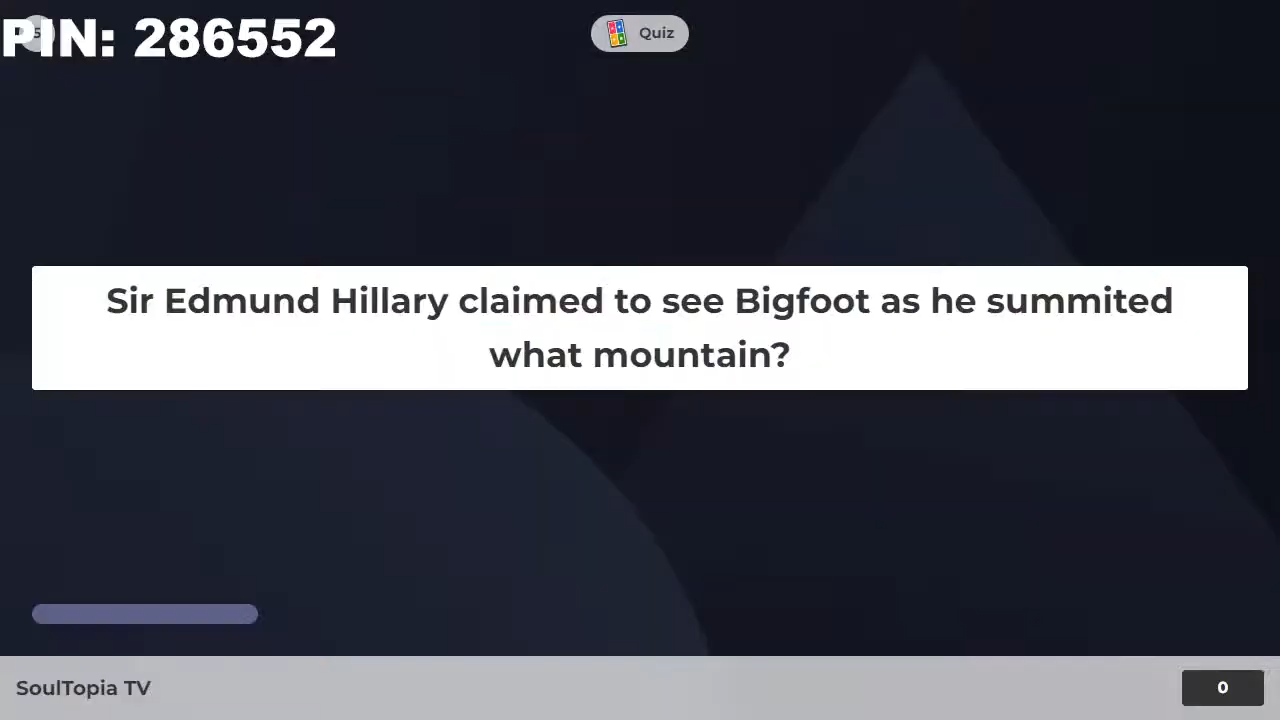 PIN: 286552
Quiz
Sir Edmund Hillary claimed to see Bigfoot as he summited
what mountain?
SoulTopia TV
0